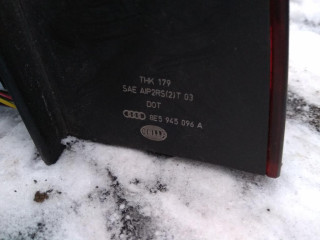 THK 179
SAE AIP2RS(2)T 03
DOT
8E5 945 096 A